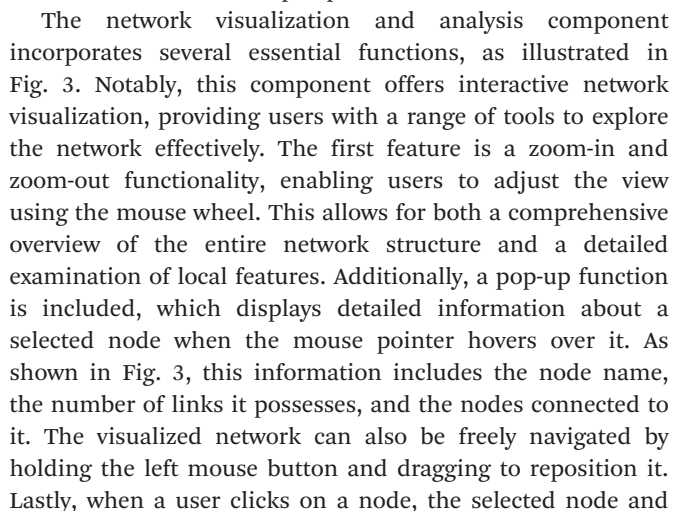 The network visualization and analysis component
incorporates several essential functions, as illustrated in
Fig. 3. Notably, this component offers interactive network
visualization, providing users with a range of tools to explore
the network effectively. The first feature is a zoom-in and
zoom-out functionality, enabling users to adjust the view
using the mouse wheel. This allows for both a comprehensive
overview of the entire network structure and a detailed
examination of local features. Additionally, a pop-up function
is included, which displays detailed information about a
selected node when the mouse pointer hovers over it. As
shown in Fig. 3, this information includes the node name,
the number of links it possesses, and the nodes connected to
it. The visualized network can also be freely navigated by
holding the left mouse button and dragging to reposition it.
Lastly, when a user clicks on a node, the selected node and